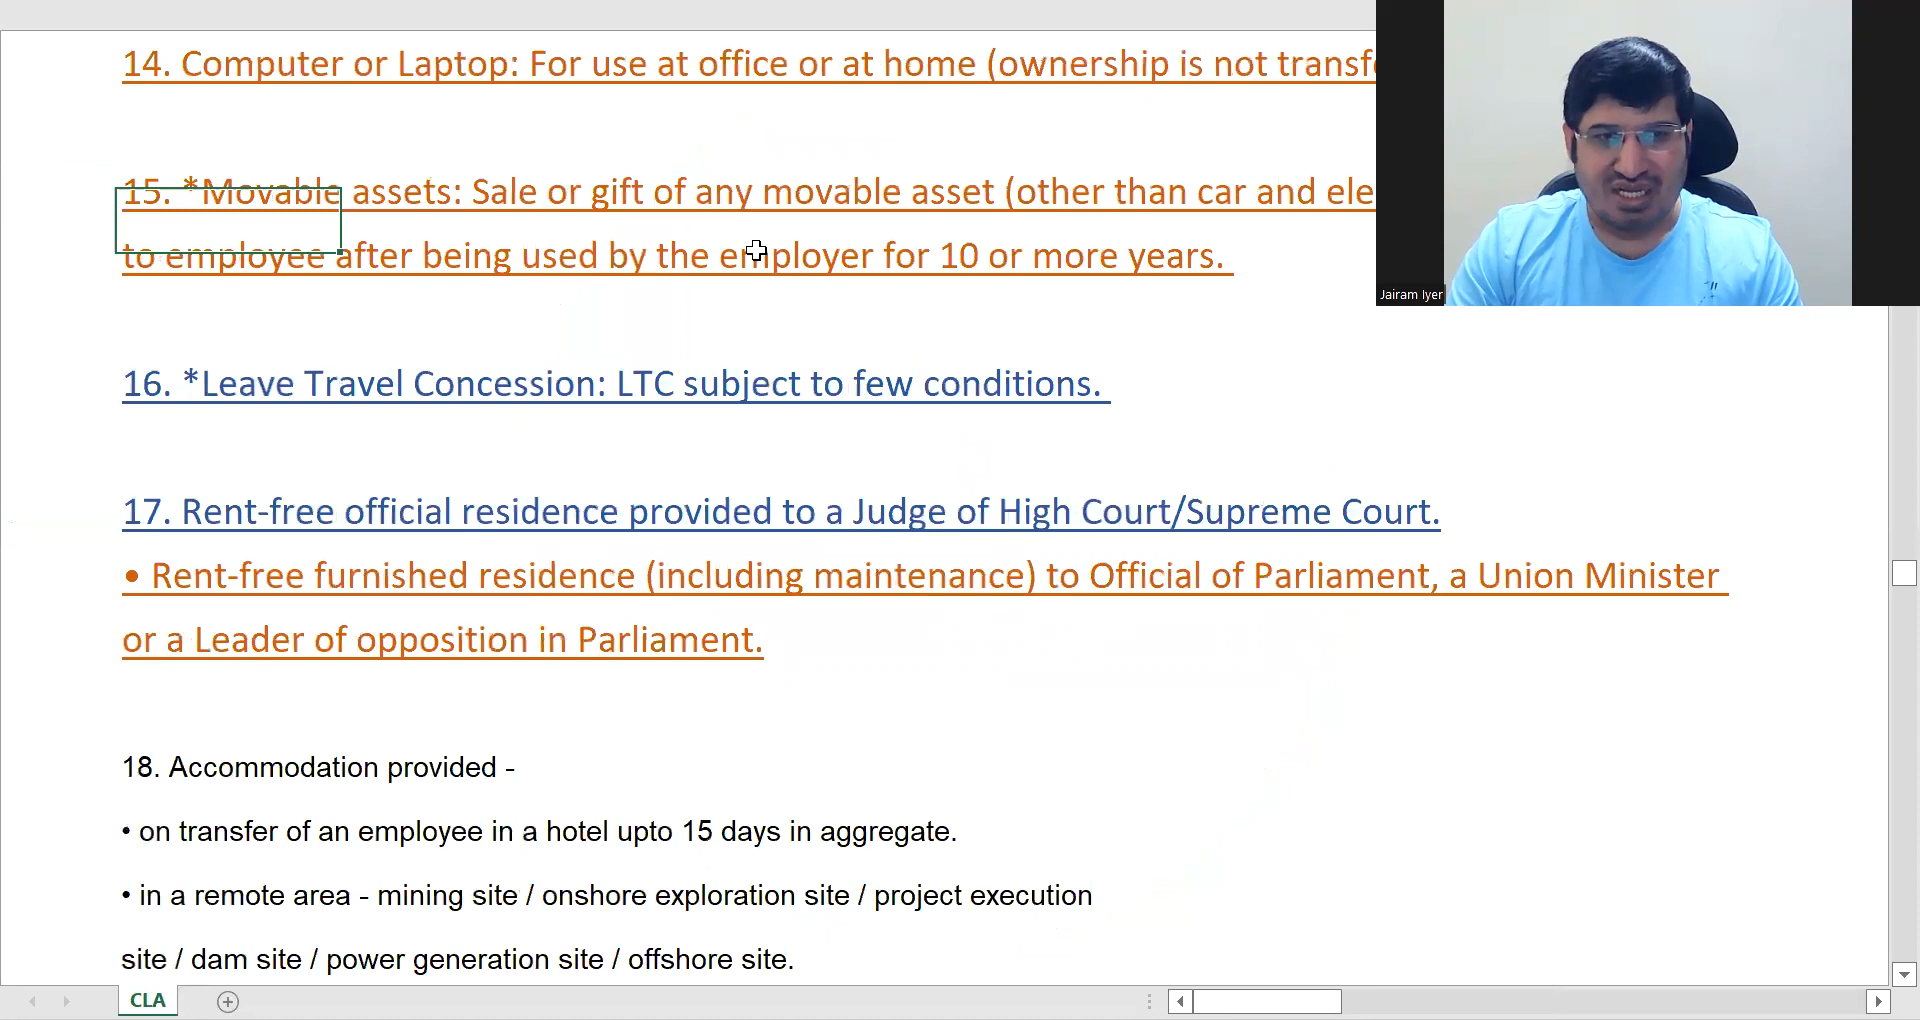 14. Computer or Laptop: For use at office or at home (ownership is not
15. *Movable assets: Sale or gift of any movable asset (other than car and
to employee after being used by the employer for 10 or more years.
Jairam Iyer
16. *Leave Travel Concession: LTC subject to few conditions.
17. Rent-free official residence provided to a Judge of High Court/Supreme Court.
• Rent-free furnished residence (including maintenance) to Official of Parliament, a Union Minister
or a Leader of opposition in Parliament.
18. Accommodation provided -
• on transfer of an employee in a hotel upto 15 days in aggregate.
• in a remote area - mining site / onshore exploration site / project execution
site / dam site / power generation site / offshore site.
CLA